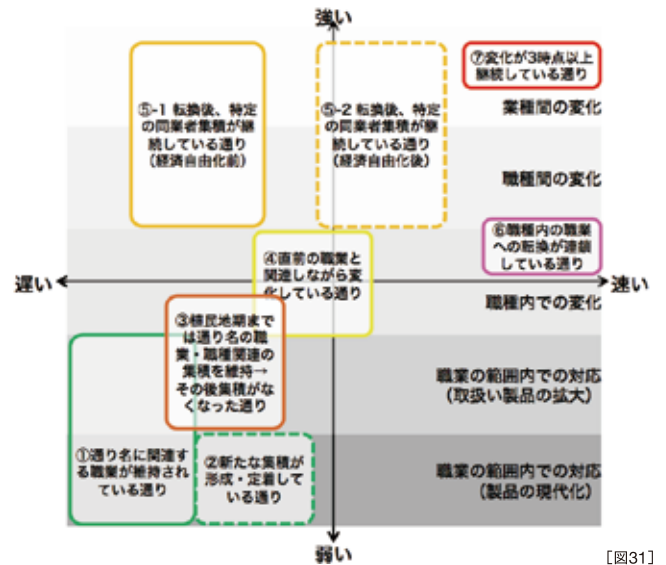 強い
⑤-1 転換後、特定
の同業者集積が継
続している通り
（経済自由化前）
⑤-2 転換後、特定
の同業者集積が継
続している通り
（経済自由化後）
⑦変化が3時点以上
継続している通り
業種間の変化
職種間の変化
⑥職種内の職業
への転換が連鎖
している通り
④直前の職業と
関連しながら変
化している通り
遅い
速い
職種内での変化
③植民地期まで
は通り名の職
業・職種関連の
集積を維持→
その後集積がな
くなった通り
職業の範囲内での対応
（取扱い製品の拡大）
①通り名に関連す
る職業が維持され
ている通り
②新たな集積が
形成・定着して
いる通り
職業の範囲内での対応
（製品の現代化）
弱い
［図31］